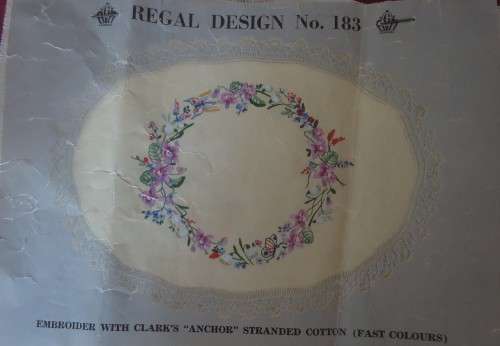 REGAL DESIGN No. 183
EMBROIDER WITH CLARK'S "ANCHOR" STRANDED COTTON (FAST COLOURS)